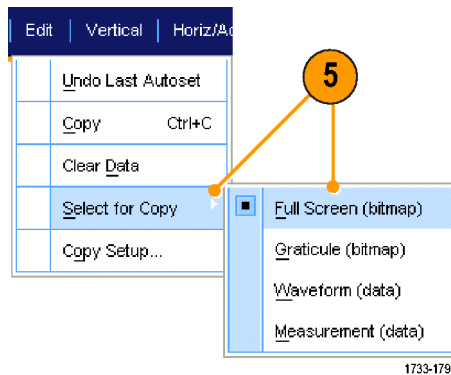 Edit Vertical Horiz/Ac
Undo Last Autoset
Copy Ctrl+C
Clear Data
Select for Copy
Copy Setup...
5
Full Screen (bitmap)
Graticule (bitmap)
Waveform (data)
Measurement (data)
1733-179